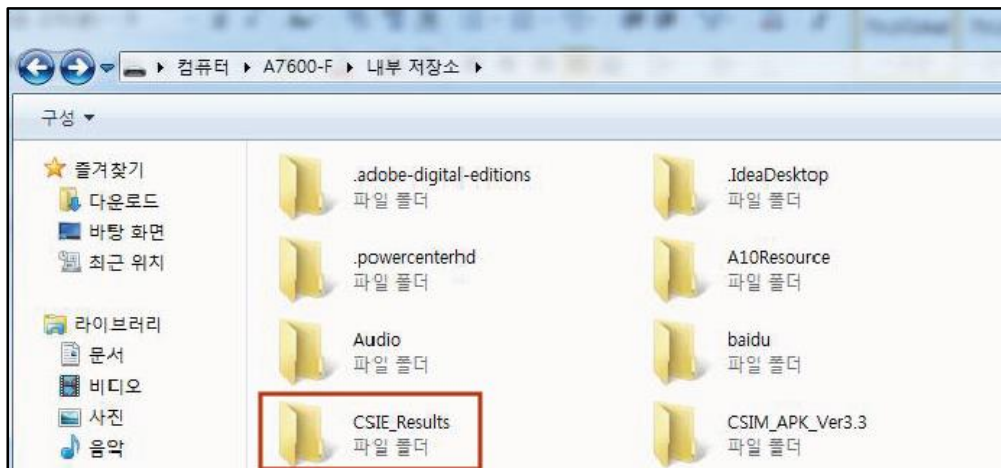 컴퓨터 ▸ A7600-F ▸ 내부 저장소 ▸
구성 ▼
즐겨찾기
다운로드
바탕 화면
최근 위치
라이브러리
문서
비디오
사진
음악
.adobe-digital-editions
파일 폴더
.IdeaDesktop
파일 폴더
.powercenterhd
파일 폴더
A10Resource
파일 폴더
Audio
파일 폴더
baidu
파일 폴더
CSIE_Results
파일 폴더
CSIM_APK_Ver3.3
파일 폴더